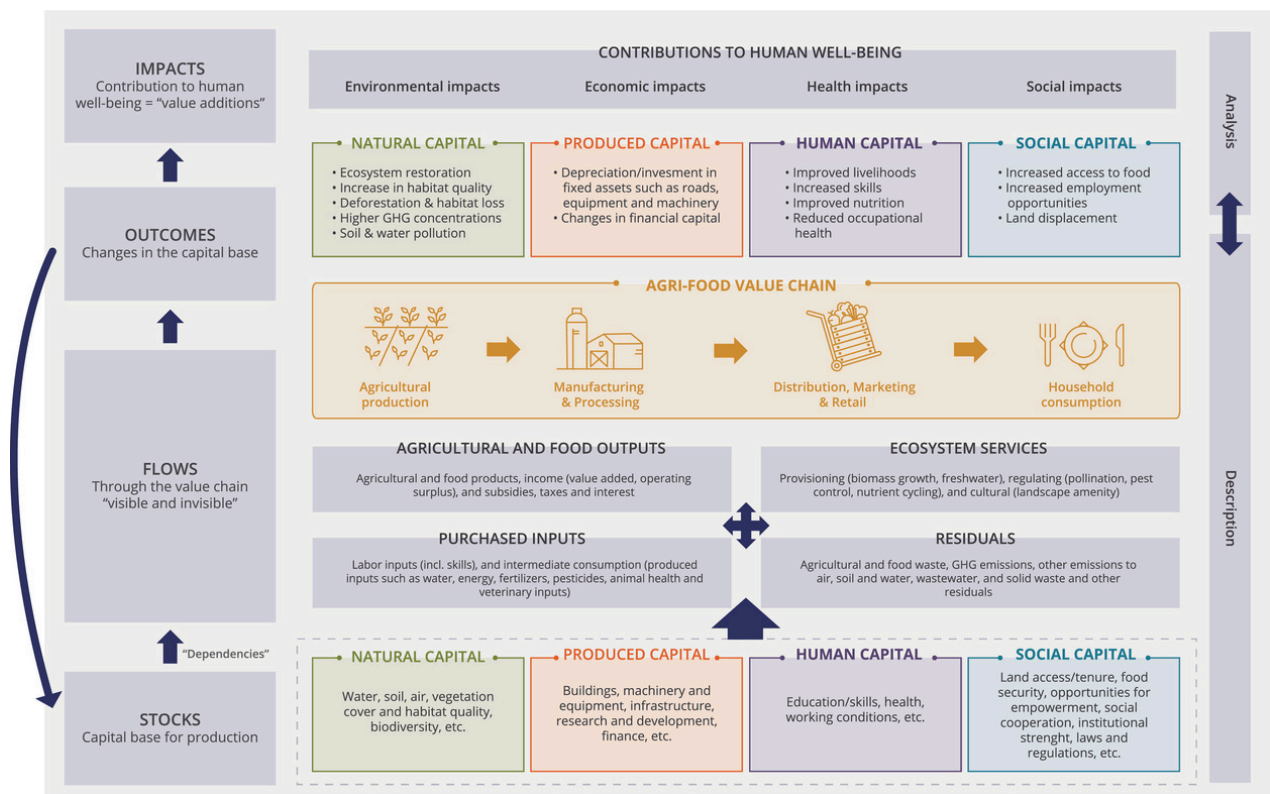 IMPACTS
Contribution to human
well-being = “value additions”
OUTCOMES
Changes in the capital base
FLOWS
Through the value chain
“visible and invisible”
“Dependencies”
STOCKS
Capital base for production
CONTRIBUTIONS TO HUMAN WELL-BEING
Environmental impacts
Economic impacts
Health impacts
Social impacts
NATURAL CAPITAL
• Ecosystem restoration
• Increase in habitat quality
• Deforestation & habitat loss
• Higher GHG concentrations
• Soil & water pollution
PRODUCED CAPITAL
• Depreciation/invesment in
fixed assets such as roads,
equipment and machinery
• Changes in financial capital
HUMAN CAPITAL
• Improved livelihoods
• Increased skills
• Improved nutrition
• Reduced occupational
health
SOCIAL CAPITAL
• Increased access to food
• Increased employment
opportunities
• Land displacement
AGRI-FOOD VALUE CHAIN
Agricultural
production
Manufacturing
& Processing
Distribution, Marketing
& Retail
Household
consumption
AGRICULTURAL AND FOOD OUTPUTS
Agricultural and food products, income (value added, operating
surplus), and subsidies, taxes and interest
ECOSYSTEM SERVICES
Provisioning (biomass growth, freshwater), regulating (pollination, pest
control, nutrient cycling), and cultural (landscape amenity)
PURCHASED INPUTS
Labor inputs (incl. skills), and intermediate consumption (produced
inputs such as water, energy, fertilizers, pesticides, animal health and
veterinary inputs)
RESIDUALS
Agricultural and food waste, GHG emissions, other emissions to
air, soil and water, wastewater, and solid waste and other
residuals
NATURAL CAPITAL
Water, soil, air, vegetation
cover and habitat quality,
biodiversity, etc.
PRODUCED CAPITAL
Buildings, machinery and
equipment, infrastructure,
research and development,
finance, etc.
HUMAN CAPITAL
Education/skills, health,
working conditions, etc.
SOCIAL CAPITAL
Land access/tenure, food
security, opportunities for
empowerment, social
cooperation, institutional
strenght, laws and
regulations, etc.
Analysis
Description